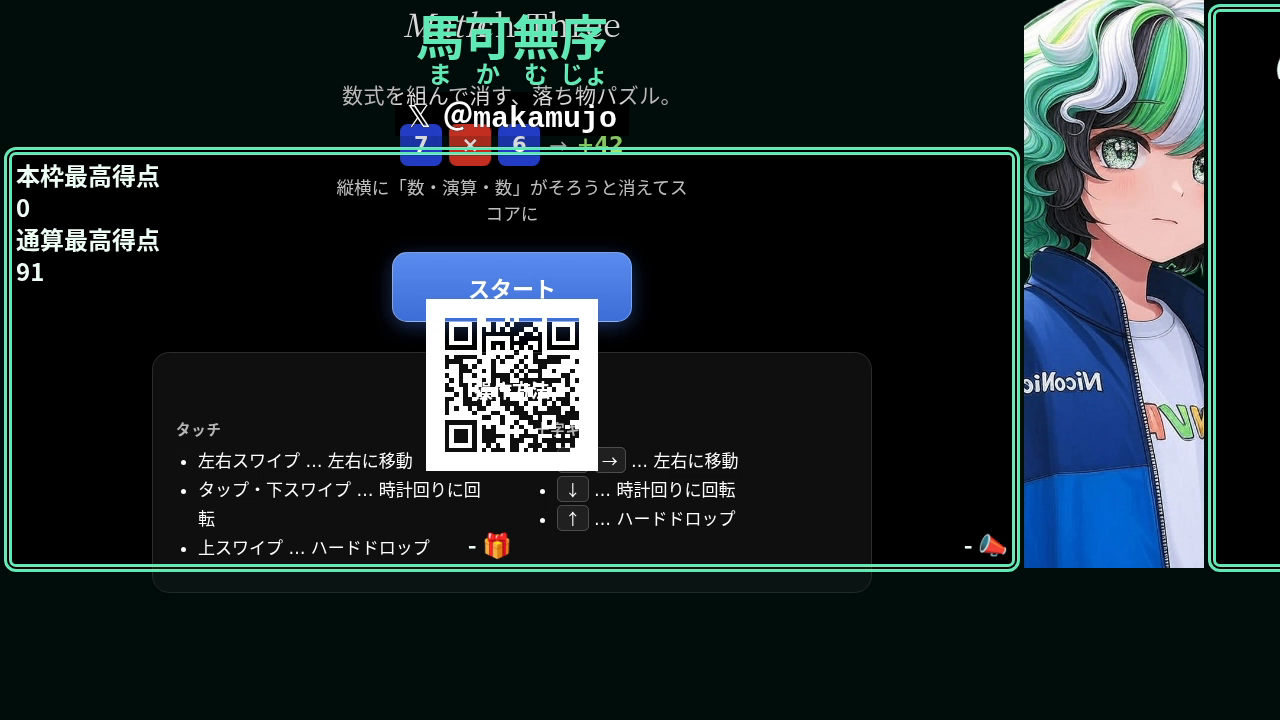 Match Three
馬可無序
まかむじょ
数式を組んで消す、落ち物パズル。
𝕏 @makamujo
7 × 6 → +42
本枠最高得点
0
通算最高得点
91
縦横に「数・演算・数」がそろうと消えてス
コアに
スタート
操作方法
タッチ
左右スワイプ … 左右に移動
タップ・下スワイプ … 時計回りに回
転
上スワイプ … ハードドロップ
→ … 左右に移動
↓ … 時計回りに回転
↑ … ハードドロップ
- 🎁
- 📣